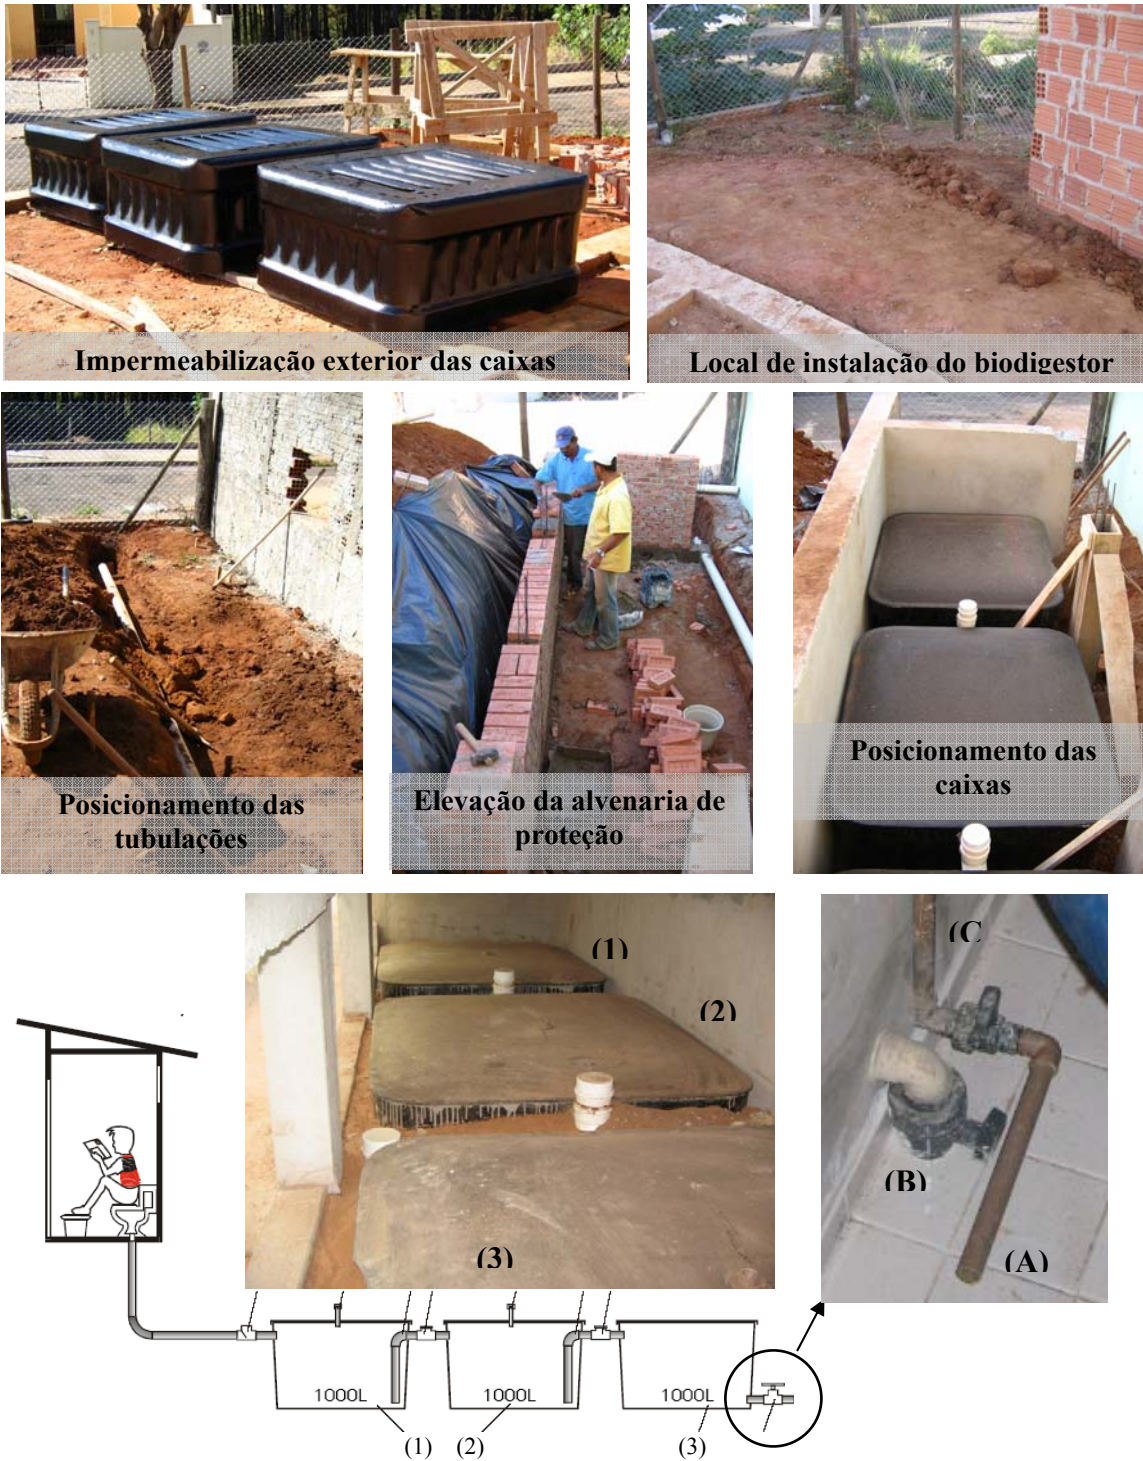 Impermeabilização exterior das caixas
Local de instalação do biodigestor
Posicionamento das
tubulações
Elevação da alvenaria de
proteção
Posicionamento das
caixas
(1)
(2)
(3)
(C
(B)
(A)
1000L
1000L
1000L
(1)
(2)
(3)